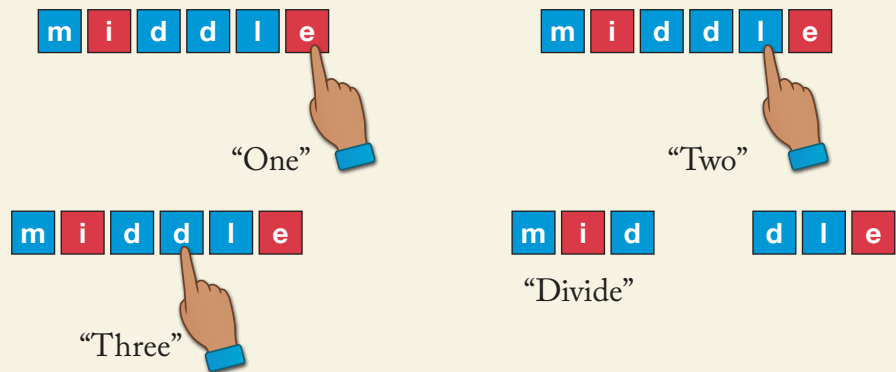 m i d d l e
m i d d l e
“One”
“Two”
m i d d l e
m i d d l e
“Divide”
“Three”